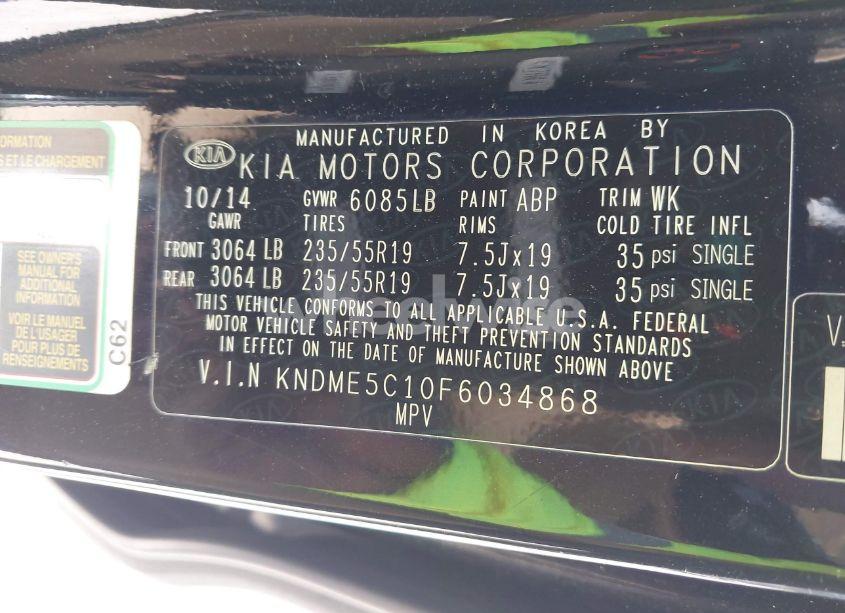 MANUFACTURED IN KOREA BY
KIA KIA MOTORS CORPORATION
10/14 GVWR 6085LB PAINT ABP TRIM WK
GAWR TIRES RIMS COLD TIRE INFL
FRONT 3064 LB 235/55R19 7.5Jx19 35 psi SINGLE
REAR 3064 LB 235/55R19 7.5Jx19 35 psi SINGLE
THIS VEHICLE CONFORMS TO ALL APPLICABLE U.S.A. FEDERAL
MOTOR VEHICLE SAFETY AND THEFT PREVENTION STANDARDS
IN EFFECT ON THE DATE OF MANUFACTURE SHOWN ABOVE
V.I.N KNDME5C10F6034868
MPV
ET LE CHARGEMENT
SEE OWNER'S
MANUAL FOR
ADDITIONAL
INFORMATION
VOIR LE MANUEL
DE L'USAGER
POUR PLUS DE
RENSEIGNEMENTS
C62
V.